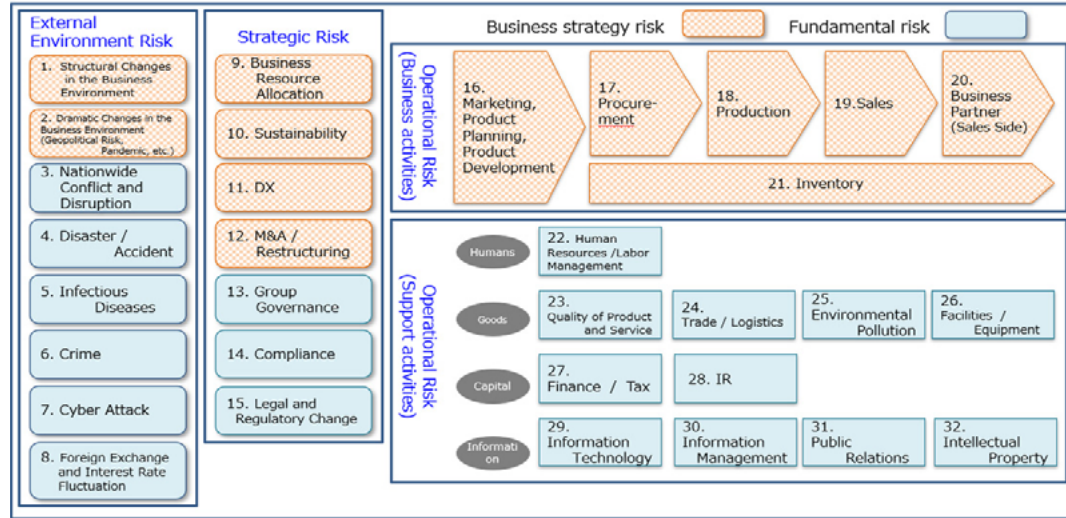 External
Environment Risk
1. Structural Changes
in the Business
Environment
2. Dramatic Changes in the
Business Environment
(Geopolitical Risk,
Pandemic, etc.)
3. Nationwide
Conflict and
Disruption
4. Disaster /
Accident
5. Infectious
Diseases
6. Crime
7. Cyber Attack
8. Foreign Exchange
and Interest Rate
Fluctuation
Strategic Risk
9. Business
Resource
Allocation
10. Sustainability
11. DX
12. M&A /
Restructuring
13. Group
Governance
14. Compliance
15. Legal and
Regulatory Change
Business strategy risk
Fundamental risk
Operational Risk
(Business activities)
16.
Marketing,
Product
Planning,
Product
Development
17.
Procure-
ment
18.
Production
19.Sales
20.
Business
Partner
(Sales Side)
21. Inventory
Operational Risk
(Support activities)
Humans
22. Human
Resources /Labor
Management
Goods
23.
Quality of Product
and Service
24.
Trade / Logistics
25.
Environmental
Pollution
26.
Facilities /
Equipment
Capital
27.
Finance / Tax
28. IR
Informati
on
29.
Information
Technology
30.
Information
Management
31.
Public
Relations
32.
Intellectual
Property